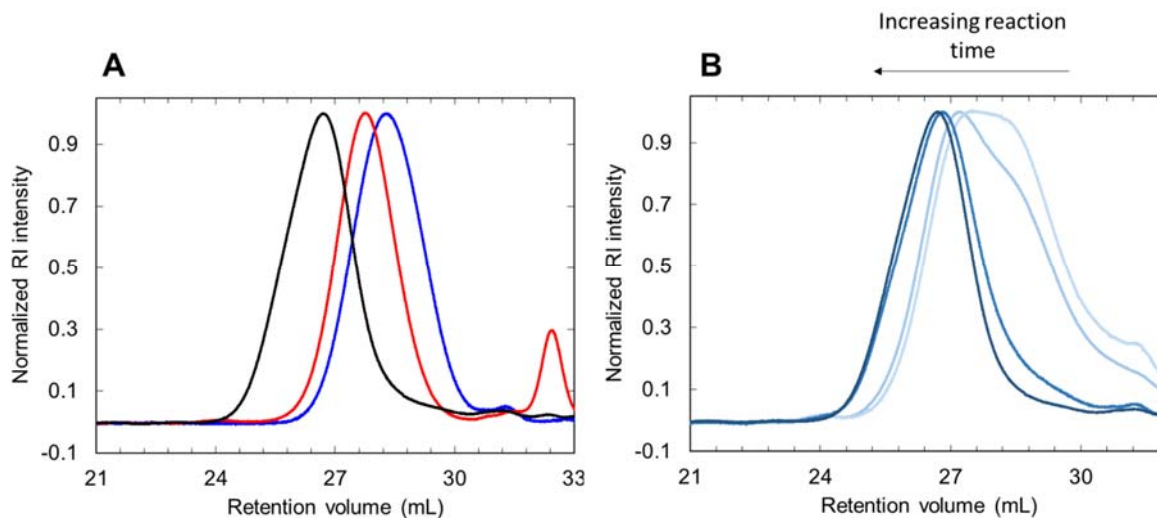 A
Normalized RI intensity
0.9
0.7
0.5
0.3
0.1
-0.1
21
24
27
30
33
Retention volume (mL)
Increasing reaction
time
B
Normalized RI intensity
0.9
0.7
0.5
0.3
0.1
-0.1
21
24
27
30
Retention volume (mL)